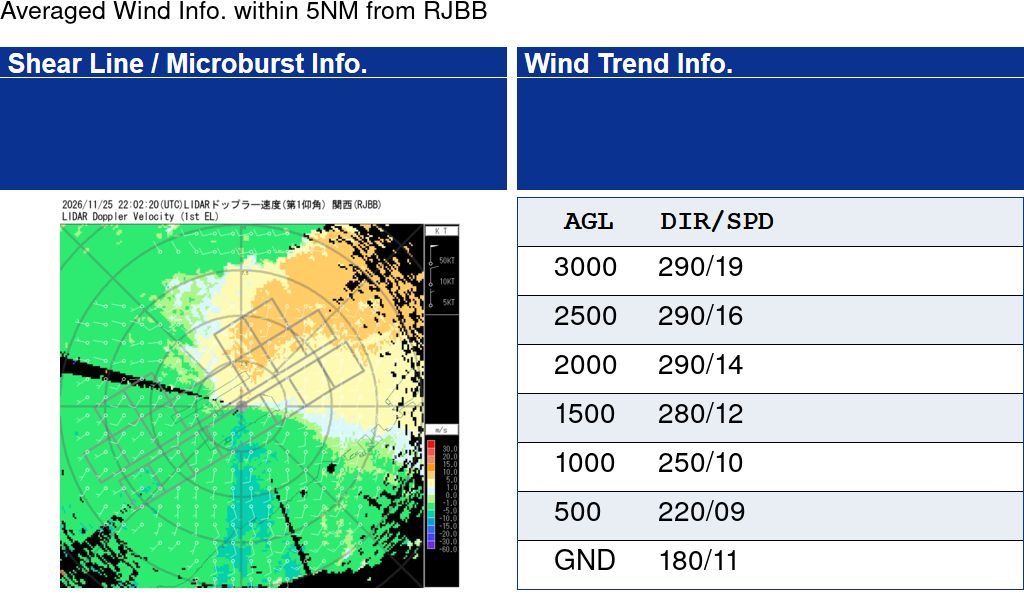 Averaged Wind Info. within 5NM from RJBB
Shear Line / Microburst Info.
Wind Trend Info.
2026/11/25 22:02:20(UTC)LIDARドップラー速度(第1仰角) 関西(RJBB)
LIDAR Doppler Velocity (1st EL)
K T
50KT
10KT
5KT
m/s
30.0
20.0
15.0
10.0
5.0
1.0
0.0
-1.0
-5.0
-10.0
-15.0
-20.0
-30.0
-60.0
AGL DIR/SPD
3000 290/19
2500 290/16
2000 290/14
1500 280/12
1000 250/10
500 220/09
GND 180/11